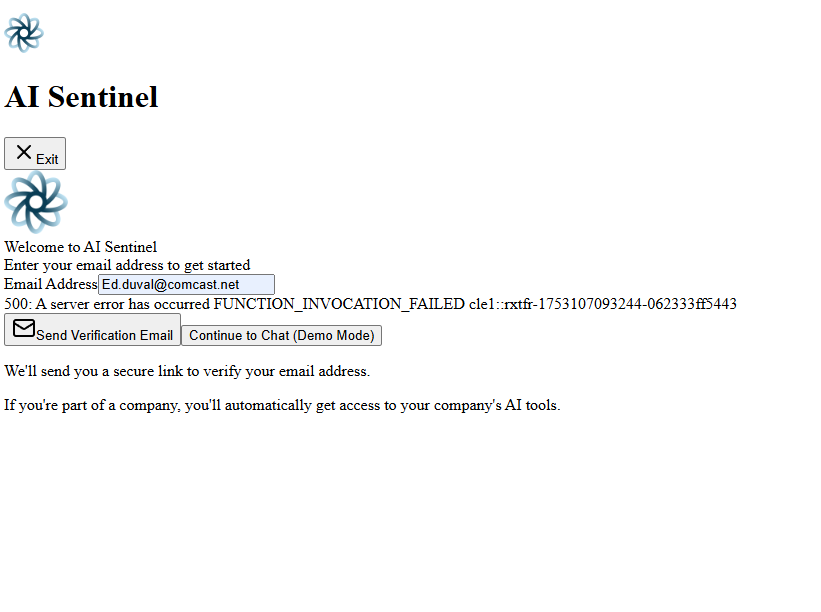 AI Sentinel
Exit
Welcome to AI Sentinel
Enter your email address to get started
Email Address Ed.duval@comcast.net
500: A server error has occurred FUNCTION_INVOCATION_FAILED cle1::rxtfr-1753107093244-062333ff5443
Send Verification Email Continue to Chat (Demo Mode)
We'll send you a secure link to verify your email address.
If you're part of a company, you'll automatically get access to your company's AI tools.